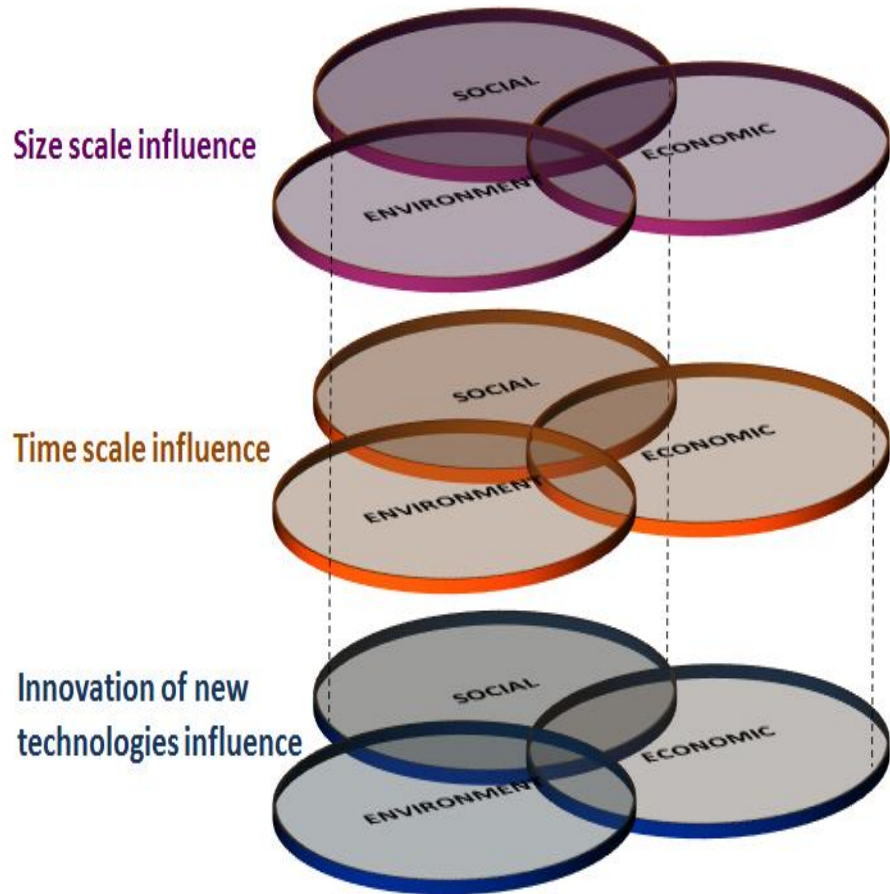 SOCIAL
Size scale influence
ECONOMIC
ENVIRONMENT
SOCIAL
Time scale influence
ECONOMIC
ENVIRONMENT
SOCIAL
Innovation of new
technologies influence
ECONOMIC
ENVIRONMENT